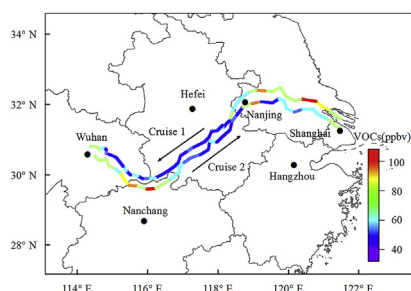 34° N
32° N
30° N
28° N
Hefei
Nanjing
Cruise 1
Shanghai
VOCs(ppbv)
Wuhan
Cruise 2
Hangzhou
Nanchang
100
80
60
40
114° E
116° E
118° E
120° E
122° E